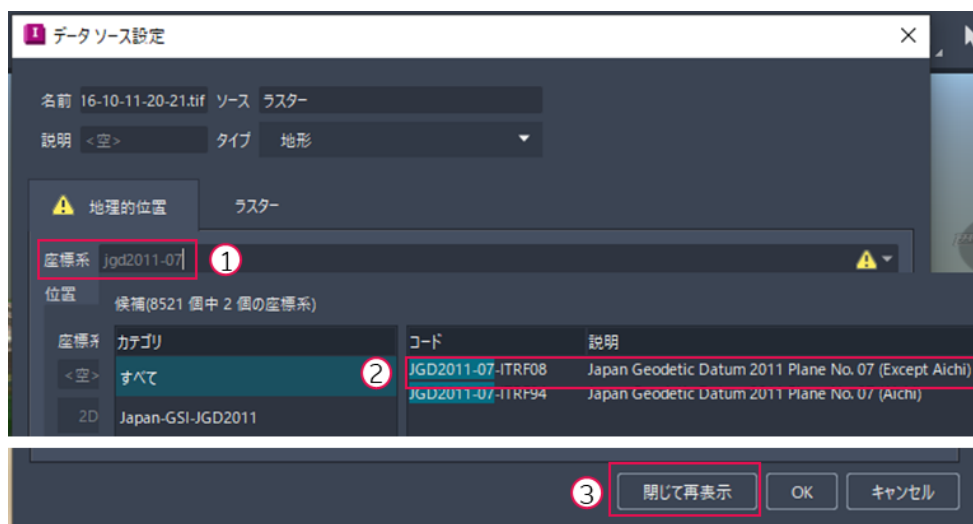 データ ソース設定
名前 16-10-11-20-21.tif ソース ラスター
説明 <空> タイプ 地形
地理的位置 ラスター
座標系 jgd2011-07 1
位置 候補(8521 個中 2 個の座標系)
座標系 カテゴリ コード 説明
<空> すべて 2 JGD2011-07-ITRF08 Japan Geodetic Datum 2011 Plane No. 07 (Except Aichi)
JGD2011-07-ITRF94 Japan Geodetic Datum 2011 Plane No. 07 (Aichi)
2D Japan-GSI-JGD2011
3 閉じて再表示 OK キャンセル